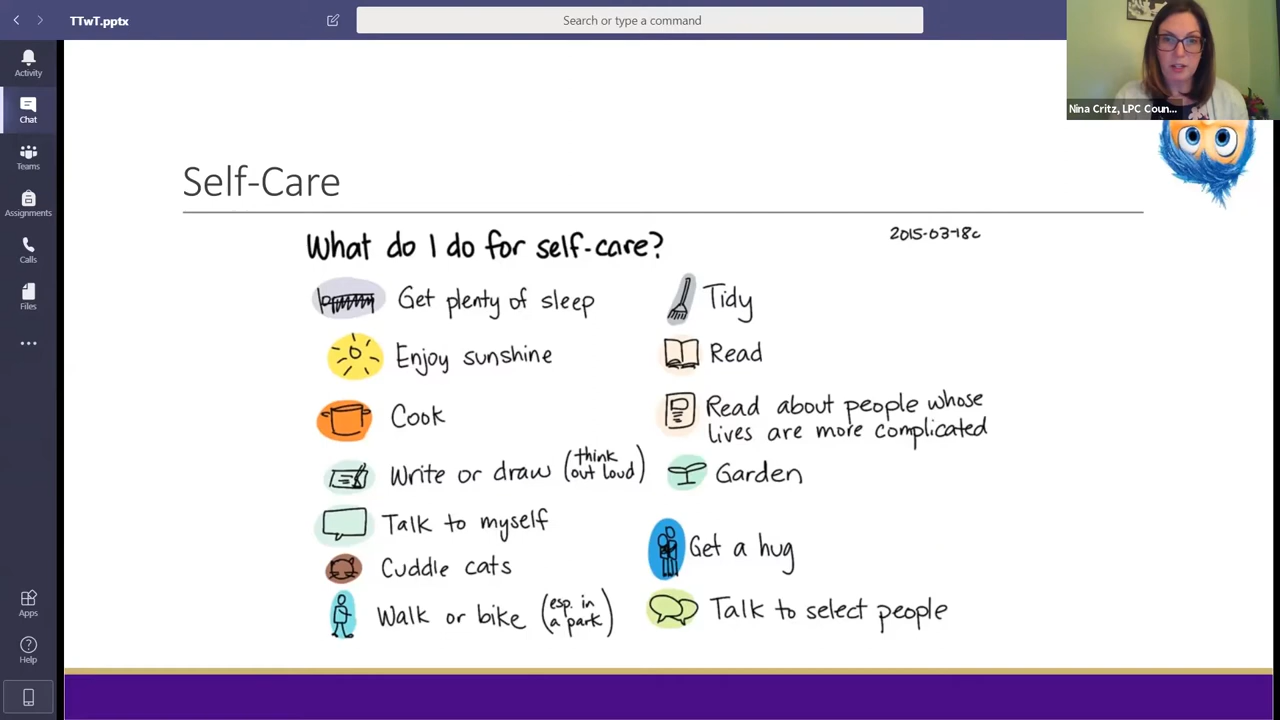 TTwT.pptx
Search or type a command
Activity
Chat
Teams
Assignments
Calls
Files
Apps
Help
Nina Critz, LPC Coun...
Self-Care
What do I do for self-care?
2015-03-18c
Get plenty of sleep
Enjoy sunshine
Cook
Write or draw (think out loud)
Talk to myself
Cuddle cats
Walk or bike (esp. in a park)
Tidy
Read
Read about people whose
lives are more complicated
Garden
Get a hug
Talk to select people